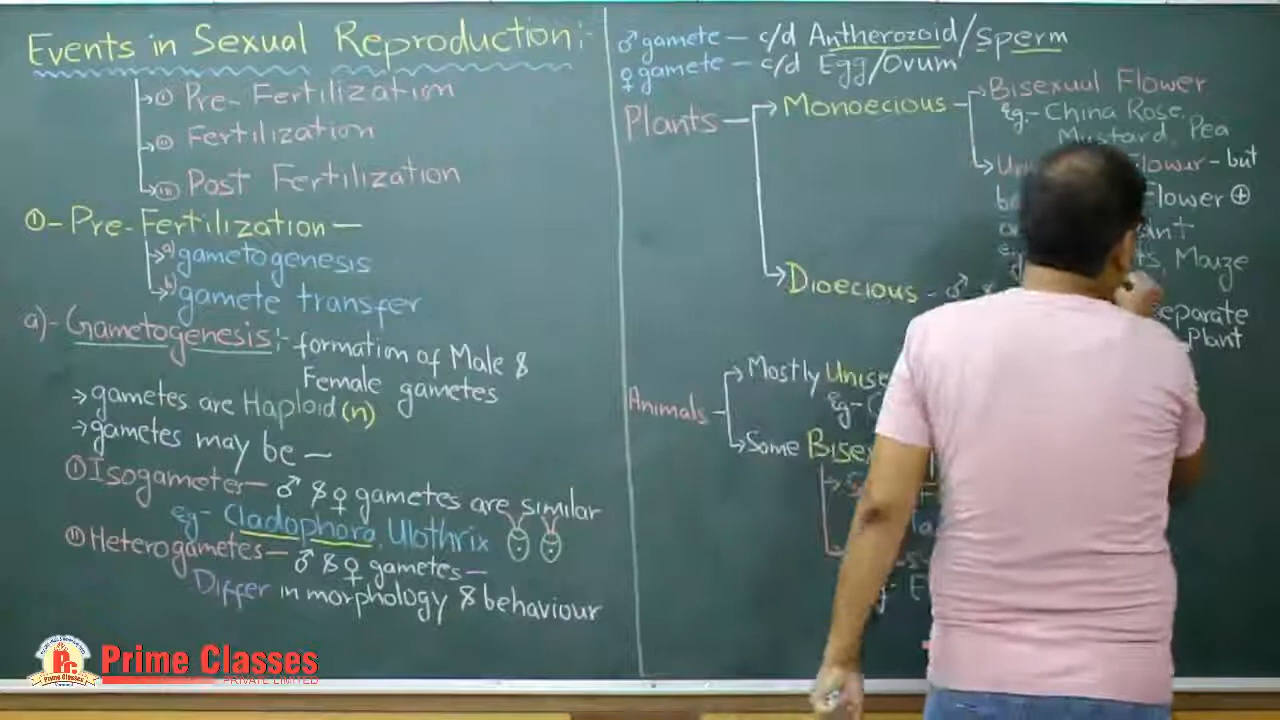 Events in Sexual Reproduction:-
① Pre-Fertilization
② Fertilization
③ Post Fertilization
①- Pre-Fertilization —
a) gametogenesis
b) gamete transfer
a)- Gametogenesis:- formation of Male &
Female gametes
→ gametes are Haploid (n)
→ gametes may be —
① Isogametes— ♂ & ♀ gametes are similar
eg- Cladophora, Ulothrix
② Heterogametes— ♂ & ♀ gametes—
Differ in morphology & behaviour
♂ gamete — c/d Antherozoid/Sperm
♀ gamete — c/d Egg/Ovum
Plants
Monoecious
Bisexual Flower
eg.- China Rose,
Mustard, Pea
Flower - but
Flower ⊕
Maize
Dioecious - ♂ &
separate
Plant
Animals
Mostly
Eg-
Some
Prime Classes
PRIVATE LIMITED